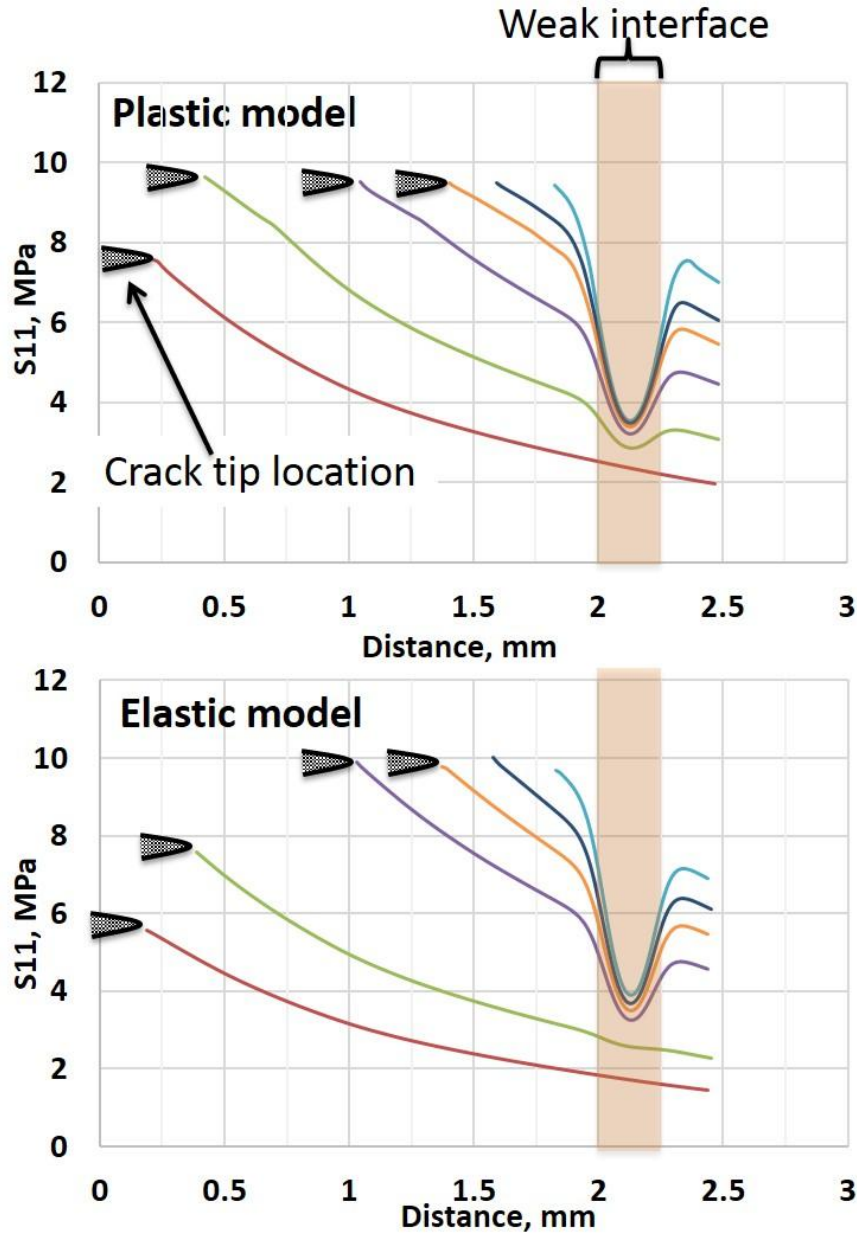 Weak interface
12
Plastic model
10
8
S11, MPa
6
4
Crack tip location
2
0
0 0.5 1 1.5 2 2.5 3
Distance, mm
12
Elastic model
10
8
S11, MPa
6
4
2
0
0 0.5 1 1.5 2 2.5 3
Distance, mm